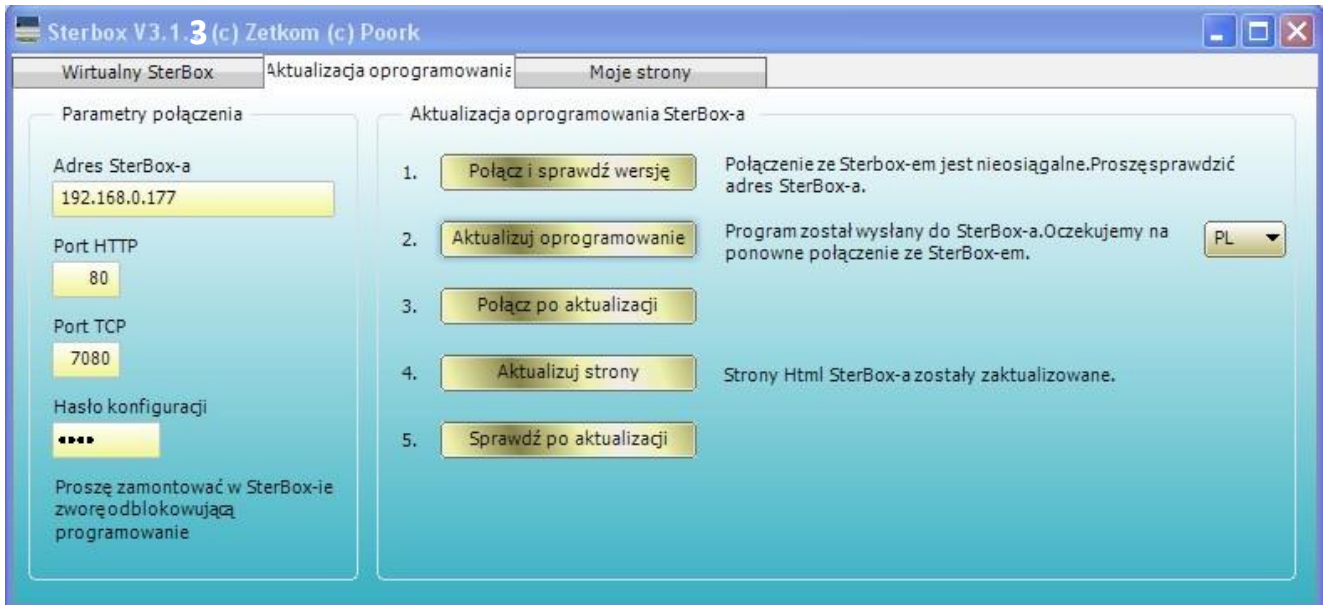 Sterbox V3.1.3 (c) Zetkom (c) Poork
Wirtualny SterBox
Aktualizacja oprogramowania
Moje strony
Parametry połączenia
Adres SterBox-a
192.168.0.177
Port HTTP
80
Port TCP
7080
Hasło konfiguracji
••••
Proszę zamontować w SterBox-ie
zworę odblokowującą
programowanie
Aktualizacja oprogramowania SterBox-a
1. Połącz i sprawdź wersję
Połączenie ze Sterbox-em jest nieosiągalne.Proszę sprawdzić
adres SterBox-a.
2. Aktualizuj oprogramowanie
Program został wysłany do SterBox-a.Oczekujemy na
ponowne połączenie ze SterBox-em.
PL
3. Połącz po aktualizacji
4. Aktualizuj strony
Strony Html SterBox-a zostały zaktualizowane.
5. Sprawdź po aktualizacji